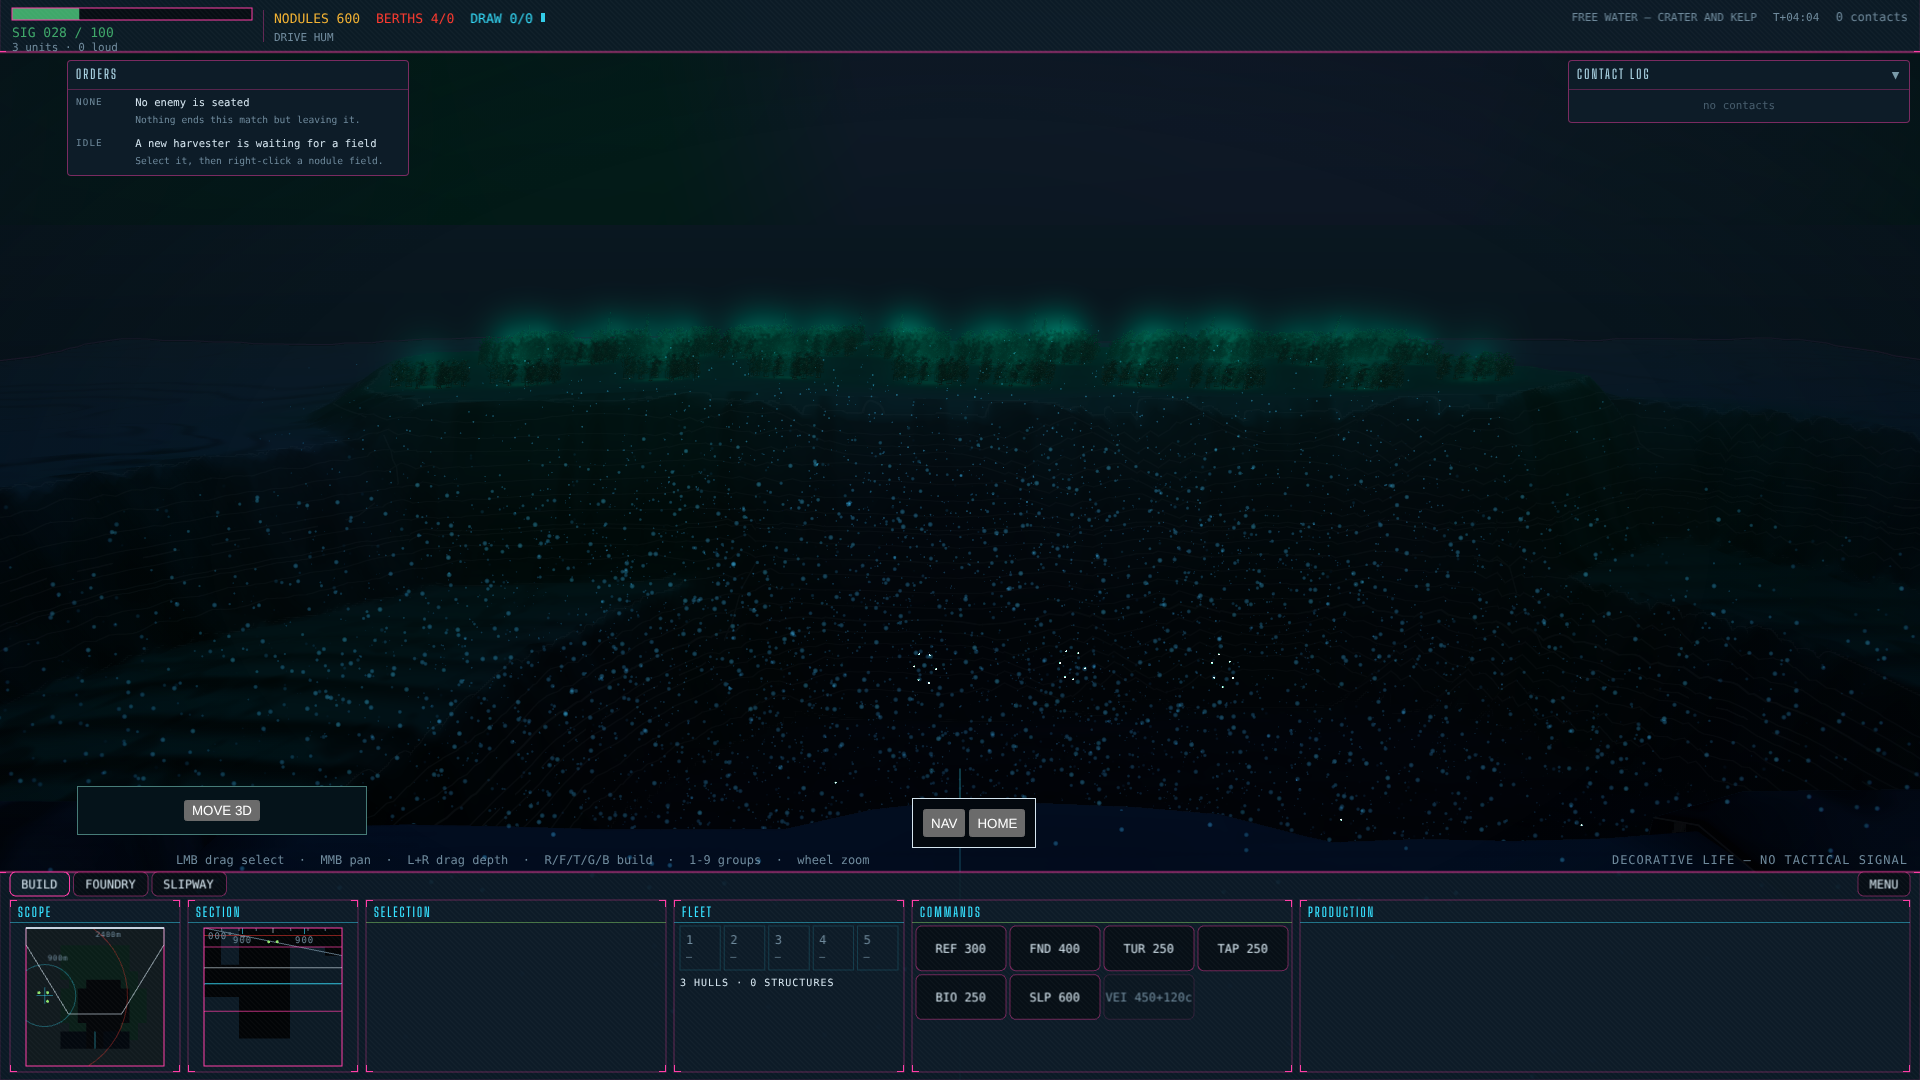 SIG 028 / 100
3 units · 0 loud
NODULES 600 BERTHS 4/0 DRAW 0/0
DRIVE HUM
FREE WATER — CRATER AND KELP T+04:04 0 contacts
ORDERS
NONE No enemy is seated
Nothing ends this match but leaving it.
IDLE A new harvester is waiting for a field
Select it, then right-click a nodule field.
CONTACT LOG ▼
no contacts
MOVE 3D
NAV HOME
LMB drag select · MMB pan · L+R drag depth · R/F/T/G/B build · 1-9 groups · wheel zoom
DECORATIVE LIFE — NO TACTICAL SIGNAL
BUILD FOUNDRY SLIPWAY
MENU
SCOPE
2400m
900m
SECTION
000°
900 900
SELECTION
FLEET
1 2 3 4 5
— — — — —
3 HULLS · 0 STRUCTURES
COMMANDS
REF 300 FND 400 TUR 250 TAP 250
BIO 250 SLP 600 VEI 450+120c
PRODUCTION